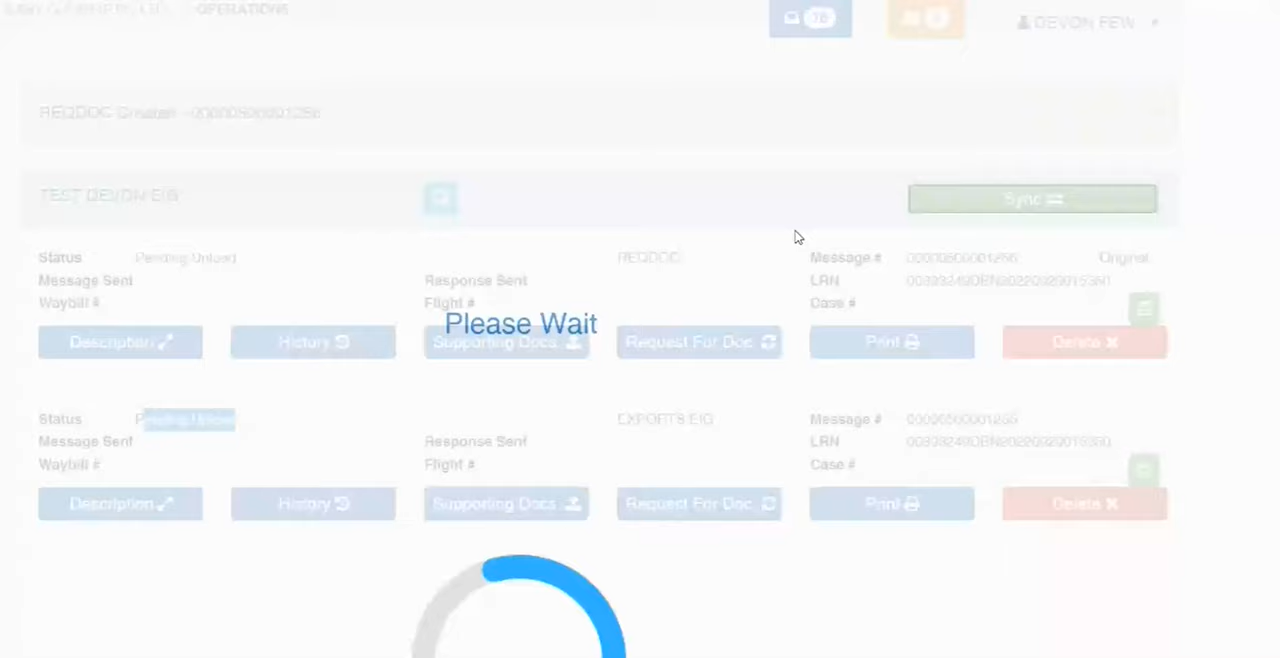 OPERATIONS
76
DEVON FEW
REQDOC Created - 00000500001256
TEST DEVON EIG
Sync
Status Pending Upload REQDOC Message # 00000500001256 Original
Message Sent Response Sent LRN
Waybill # Flight # Case #
Please Wait
Description History Supporting Docs Request For Doc Print Delete
Status Pending Upload EXPORTS EIG Message #
Message Sent Response Sent LRN
Waybill # Flight # Case #
Description History Supporting Docs Request For Doc Print Delete